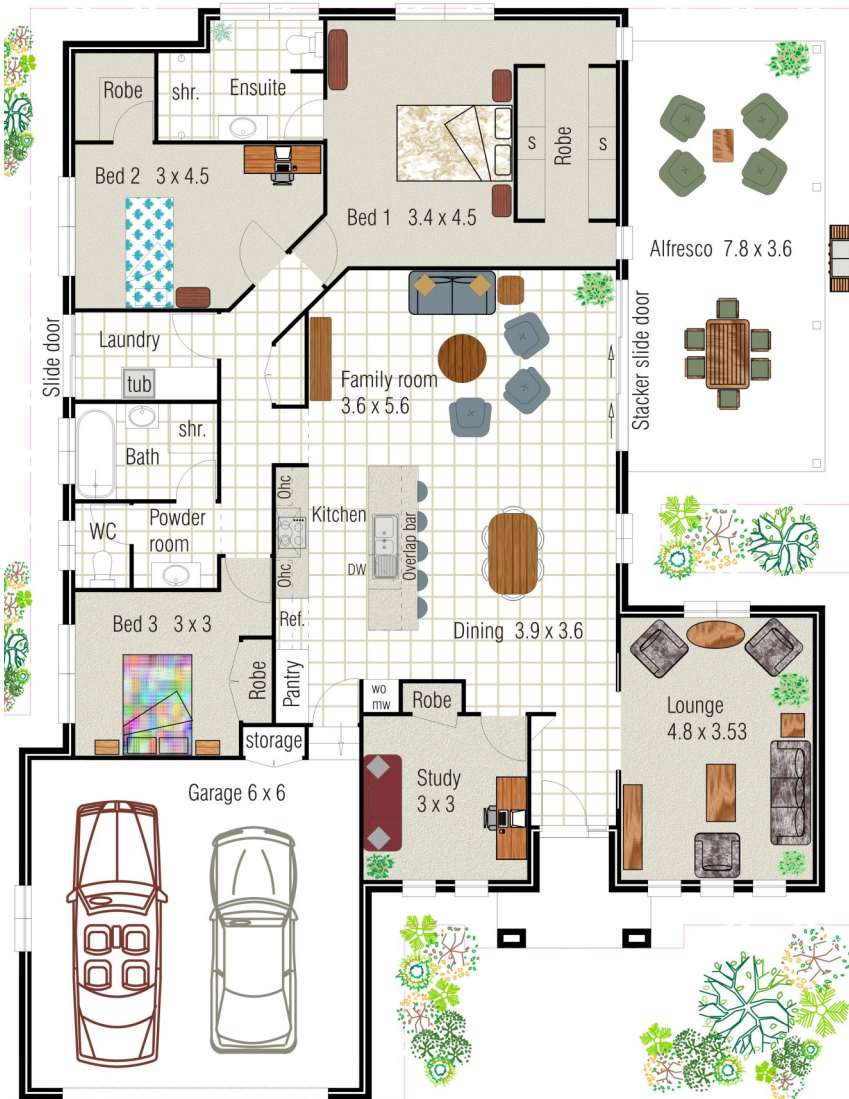 Robe
shr.
Ensuite
Bed 2 3 x 4.5
Bed 1 3.4 x 4.5
S
Robe
S
Alfresco 7.8 x 3.6
Slide door
Laundry
tub
Stacker slide door
Family room
3.6 x 5.6
shr.
Bath
Ohc
Kitchen
Overlap bar
WC
Powder
room
Ohc.
DW
Ref.
Bed 3 3 x 3
Dining 3.9 x 3.6
Robe
Pantry
wo
mw
Robe
Lounge
4.8 x 3.53
storage
Study
3 x 3
Garage 6 x 6